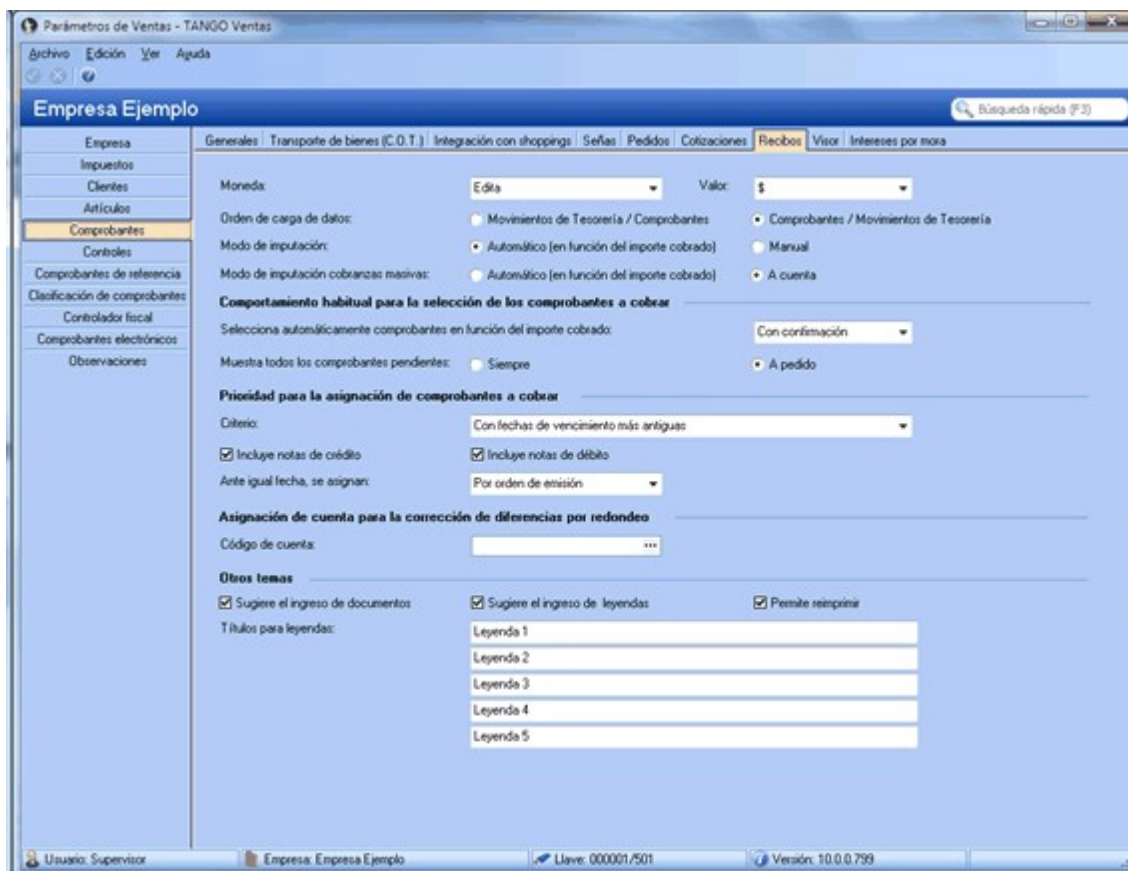 Parámetros de Ventas - TANGO Ventas
Archivo Edición Ver Ayuda
Empresa Ejemplo
Búsqueda rápida (F3)
Empresa
Impuestos
Clientes
Artículos
Comprobantes
Controles
Comprobantes de referencia
Clasificación de comprobantes
Controlador fiscal
Comprobantes electrónicos
Observaciones
Generales Transporte de bienes (C.O.T.) Integración con shoppings Señas Pedidos Cotizaciones Recibos Visor Intereses por mora
Moneda: Edita Valor: $
Orden de carga de datos: Movimientos de Tesorería / Comprobantes Comprobantes / Movimientos de Tesorería
Modo de imputación: Automático (en función del importe cobrado) Manual
Modo de imputación cobranzas masivas: Automático (en función del importe cobrado) A cuenta
Comportamiento habitual para la selección de los comprobantes a cobrar
Selecciona automáticamente comprobantes en función del importe cobrado: Con confirmación
Muestra todos los comprobantes pendientes: Siempre A pedido
Prioridad para la asignación de comprobantes a cobrar
Criterio: Con fechas de vencimiento más antiguas
Incluye notas de crédito Incluye notas de débito
Ante igual fecha, se asignan: Por orden de emisión
Asignación de cuenta para la corrección de diferencias por redondeo
Código de cuenta: ...
Otros temas
Sugiere el ingreso de documentos Sugiere el ingreso de leyendas Permite reimprimir
Títulos para leyendas: Leyenda 1
Leyenda 2
Leyenda 3
Leyenda 4
Leyenda 5
Usuario: Supervisor Empresa: Empresa Ejemplo Llave: 000001/501 Versión: 10.0.0.799